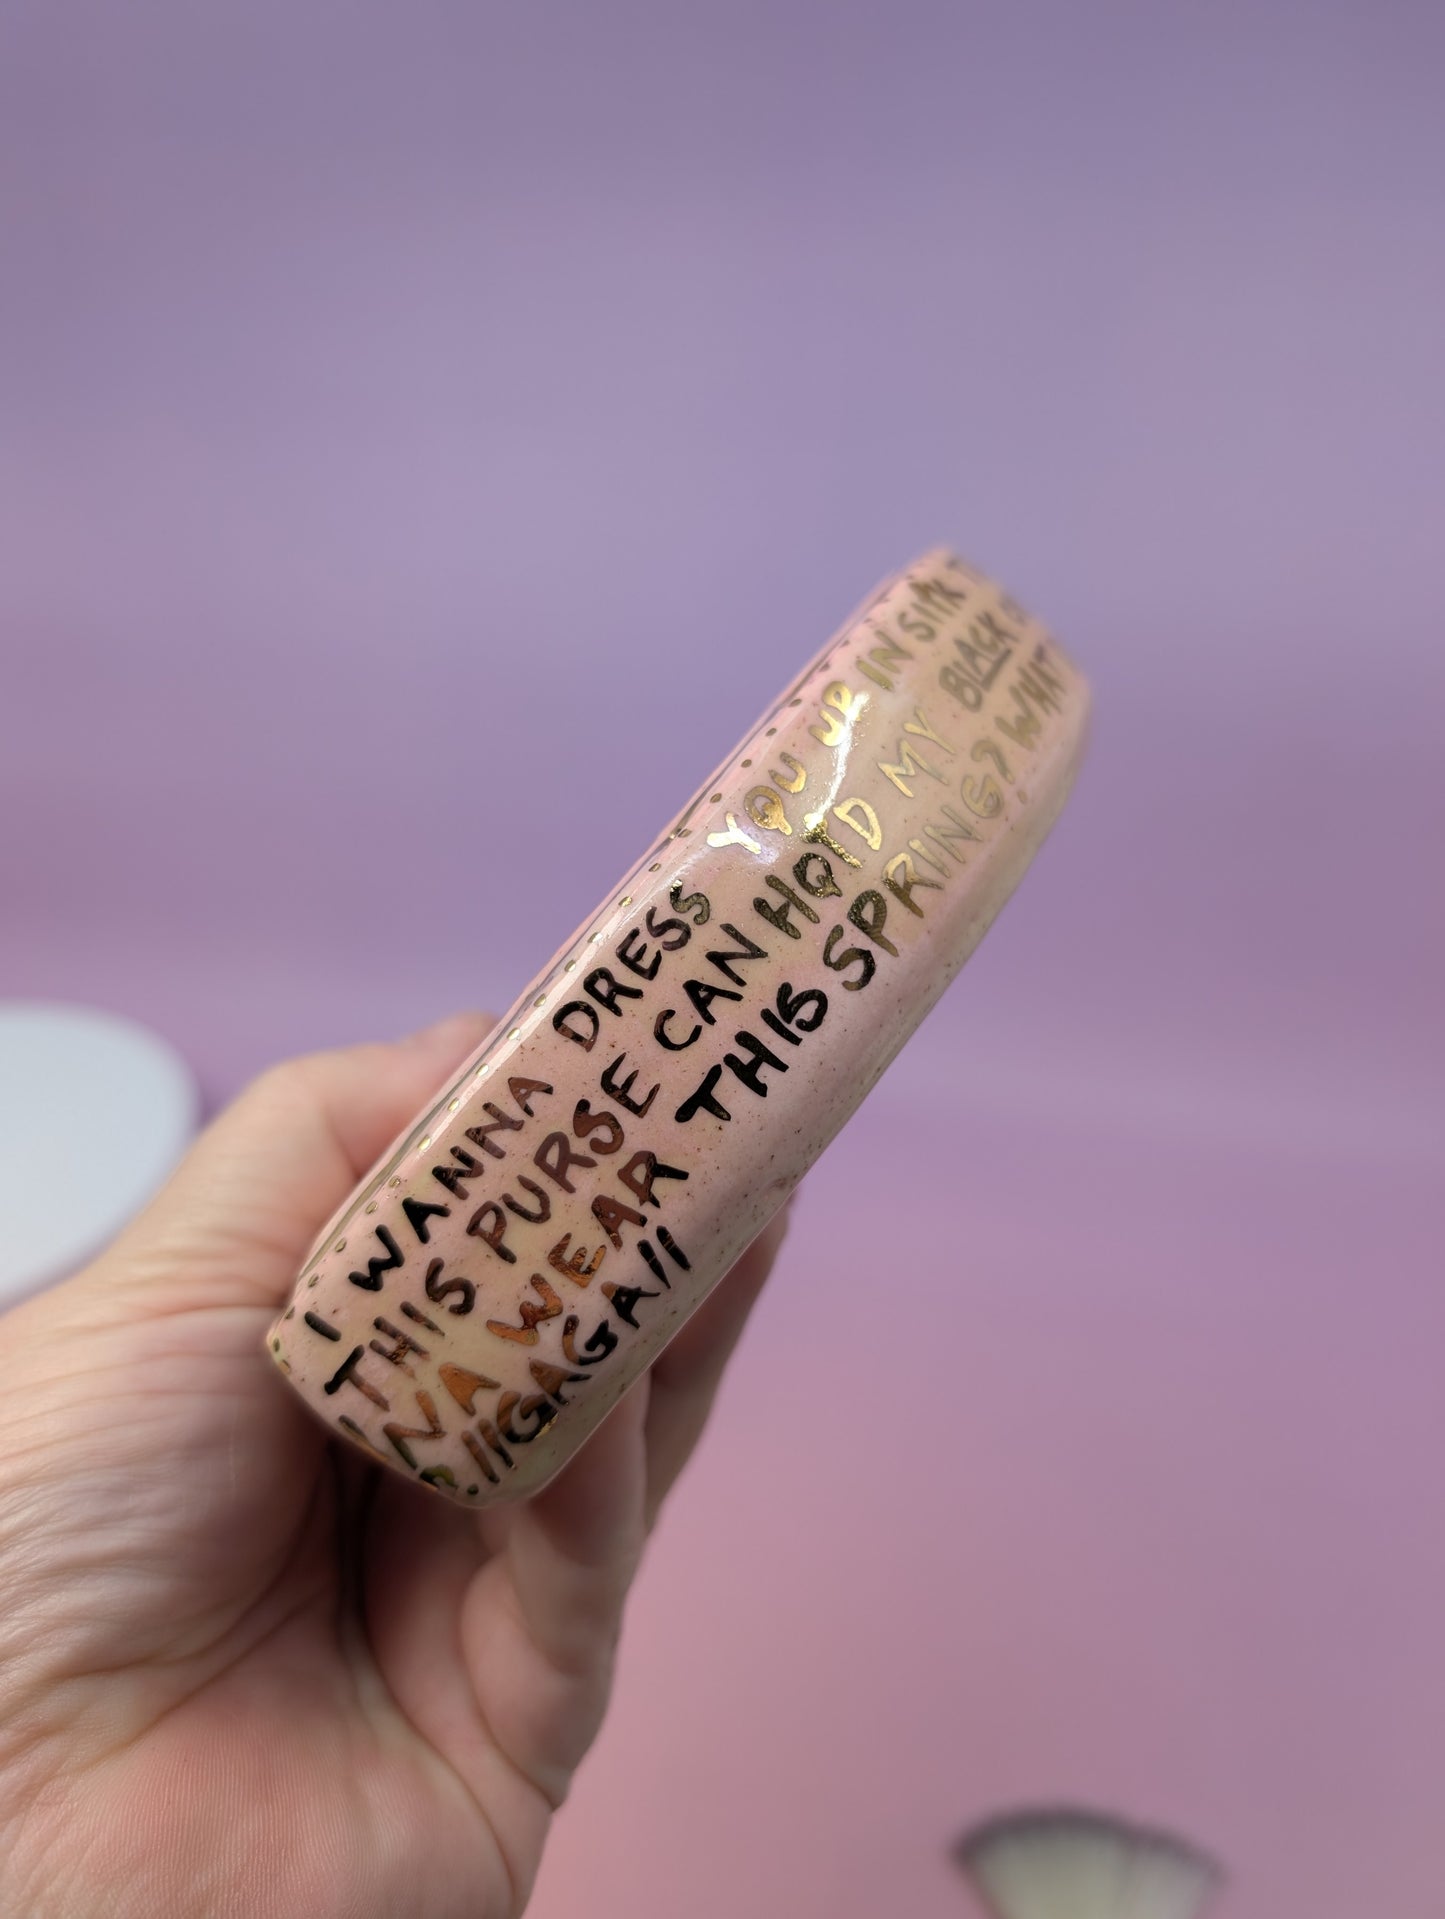 I WANNA DRESS YOU UP IN SILK
THIS PURSE CAN HOLD MY BLACK
NA WEAR THIS SPRING? WHAT
//GAGA//